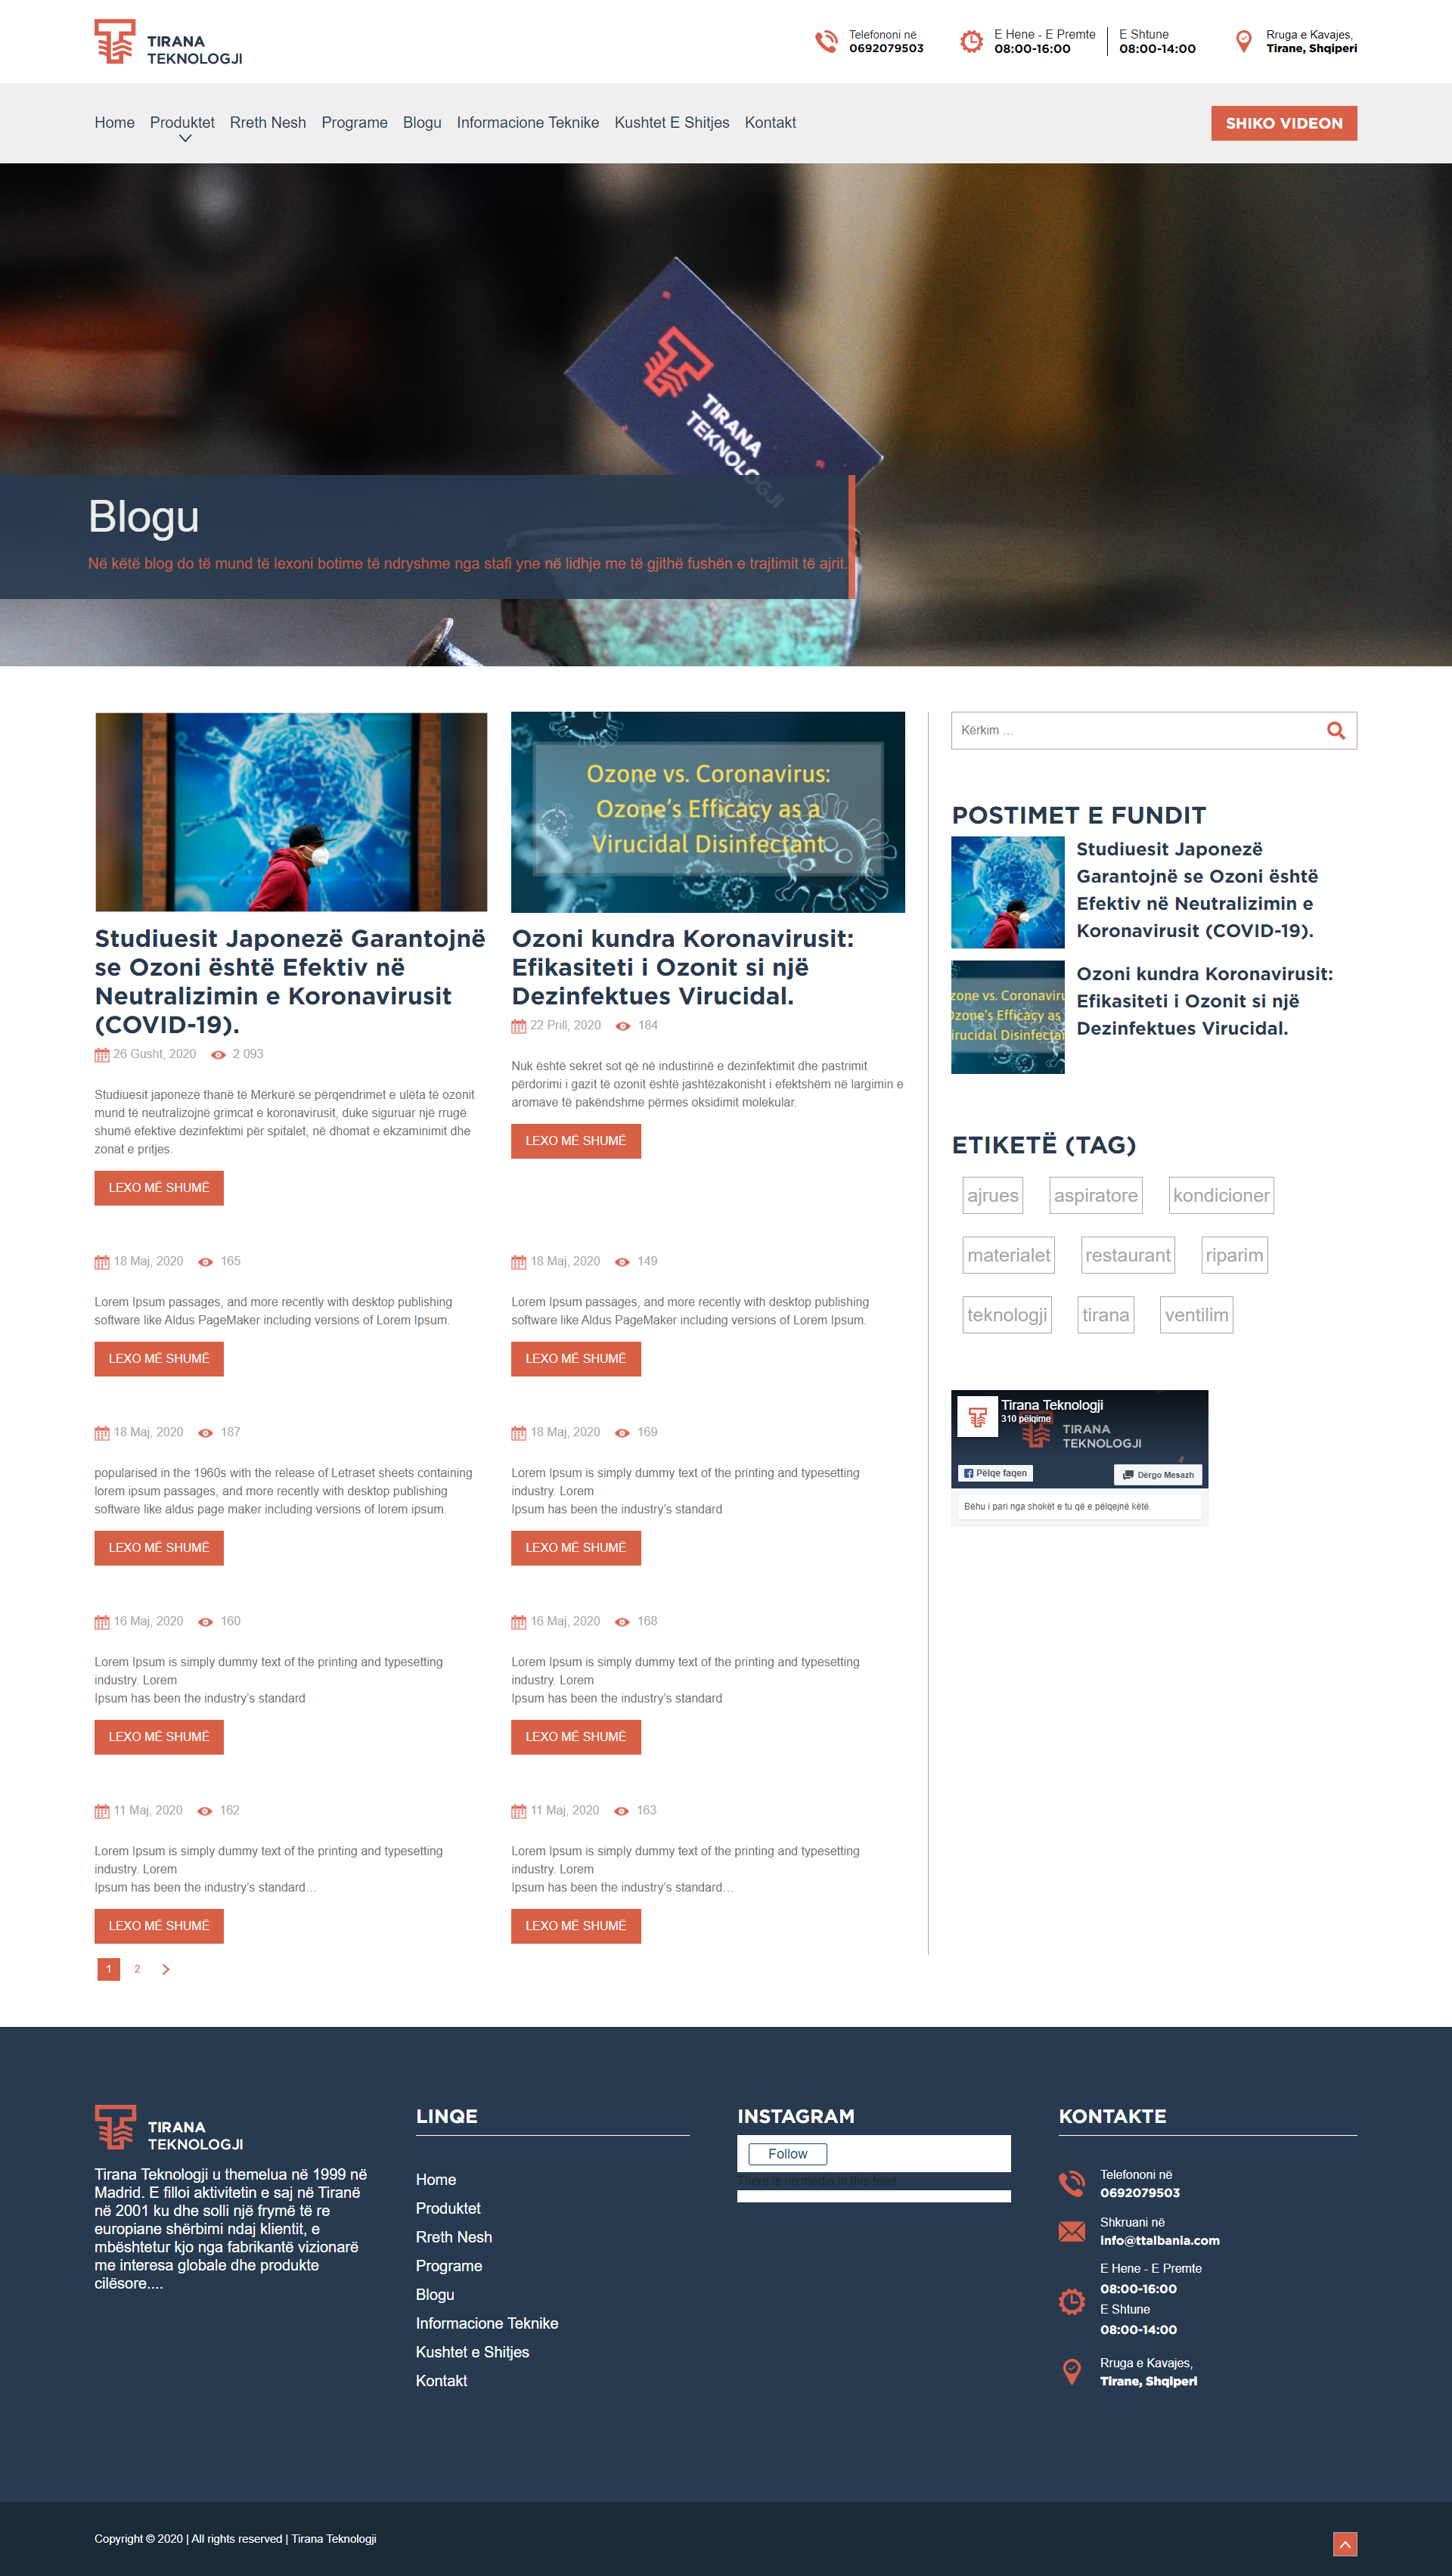 TIRANA
TEKNOLOGJI
Telefononi në
0692079503
E Hene - E Premte
08:00-16:00
E Shtune
08:00-14:00
Rruga e Kavajes,
Tirane, Shqiperi
Home Produktet Rreth Nesh Programe Blogu Informacione Teknike Kushtet E Shitjes Kontakt
SHIKO VIDEON
TIRANA
TEKNOLOGJI
Blogu
Në këtë blog do të mund të lexoni botime të ndryshme nga stafi yne në lidhje me të gjithë fushën e trajtimit të ajrit.
Studiuesit Japonezë Garantojnë
se Ozoni është Efektiv në
Neutralizimin e Koronavirusit
(COVID-19).
26 Gusht, 2020 2 093
Studiuesit japonezë thanë të Mërkurë se përqendrimet e ulëta të ozonit
mund të neutralizojnë grimcat e koronavirusit, duke siguruar një rrugë
shumë efektive dezinfektimi për spitalet, në dhomat e ekzaminimit dhe
zonat e pritjes.
LEXO MË SHUMË
Ozone vs. Coronavirus:
Ozone's Efficacy as a
Virucidal Disinfectant
Ozoni kundra Koronavirusit:
Efikasiteti i Ozonit si një
Dezinfektues Virucidal.
22 Prill, 2020 184
Nuk është sekret sot që në industrinë e dezinfektimit dhe pastrimit
përdorimi i gazit të ozonit është jashtëzakonisht i efektshëm në largimin e
aromave të pakëndshme përmes oksidimit molekular.
LEXO MË SHUMË
18 Maj, 2020 165
Lorem Ipsum passages, and more recently with desktop publishing
software like Aldus PageMaker including versions of Lorem Ipsum.
LEXO MË SHUMË
18 Maj, 2020 149
Lorem Ipsum passages, and more recently with desktop publishing
software like Aldus PageMaker including versions of Lorem Ipsum.
LEXO MË SHUMË
18 Maj, 2020 187
popularised in the 1960s with the release of Letraset sheets containing
lorem ipsum passages, and more recently with desktop publishing
software like aldus page maker including versions of lorem ipsum.
LEXO MË SHUMË
18 Maj, 2020 169
Lorem Ipsum is simply dummy text of the printing and typesetting
industry. Lorem
Ipsum has been the industry's standard
LEXO MË SHUMË
16 Maj, 2020 160
Lorem Ipsum is simply dummy text of the printing and typesetting
industry. Lorem
Ipsum has been the industry's standard
LEXO MË SHUMË
16 Maj, 2020 168
Lorem Ipsum is simply dummy text of the printing and typesetting
industry. Lorem
Ipsum has been the industry's standard
LEXO MË SHUMË
11 Maj, 2020 162
Lorem Ipsum is simply dummy text of the printing and typesetting
industry. Lorem
Ipsum has been the industry's standard…
LEXO MË SHUMË
11 Maj, 2020 163
Lorem Ipsum is simply dummy text of the printing and typesetting
industry. Lorem
Ipsum has been the industry's standard…
LEXO MË SHUMË
1 2
Kërkim …
POSTIMET E FUNDIT
Studiuesit Japonezë
Garantojnë se Ozoni është
Efektiv në Neutralizimin e
Koronavirusit (COVID-19).
zone vs. Coronaviru
Ozone's Efficacy as
irucidal Disinfectan
Ozoni kundra Koronavirusit:
Efikasiteti i Ozonit si një
Dezinfektues Virucidal.
ETIKETË (TAG)
ajrues aspiratore kondicioner
materialet restaurant riparim
teknologji tirana ventilim
Tirana Teknologji
310 pëlqime
TIRANA
TEKNOLOGJI
Pëlqe faqen
Dërgo Mesazh
Bëhu i pari nga shokët e tu që e pëlqejnë këtë.
TIRANA
TEKNOLOGJI
Tirana Teknologji u themelua në 1999 në
Madrid. E filloi aktivitetin e saj në Tiranë
në 2001 ku dhe solli një frymë të re
europiane shërbimi ndaj klientit, e
mbështetur kjo nga fabrikantë vizionarë
me interesa globale dhe produkte
cilësore....
LINQE
Home
Produktet
Rreth Nesh
Programe
Blogu
Informacione Teknike
Kushtet e Shitjes
Kontakt
INSTAGRAM
Follow
There is no media in this feed
KONTAKTE
Telefononi në
0692079503
Shkruani në
info@ttalbania.com
E Hene - E Premte
08:00-16:00
E Shtune
08:00-14:00
Rruga e Kavajes,
Tirane, Shqiperi
Copyright © 2020 | All rights reserved | Tirana Teknologji